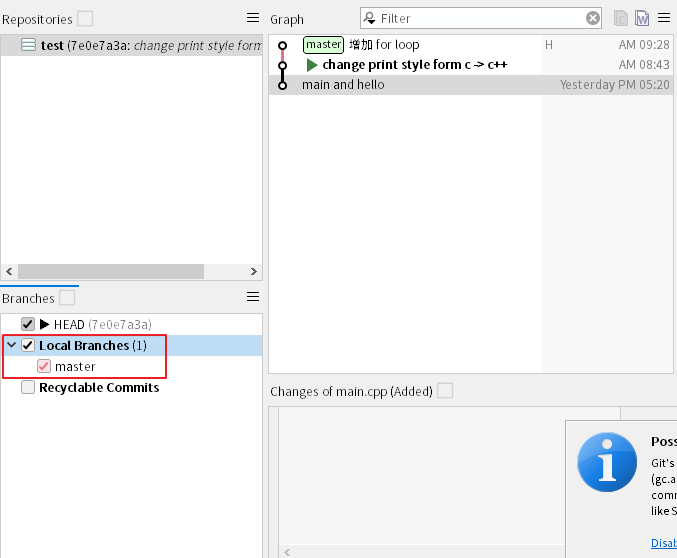 Repositories
test (7e0e7a3a: change print style form
Branches
HEAD (7e0e7a3a)
Local Branches (1)
master
Recyclable Commits
Graph
Filter
C
W
master 增加 for loop H AM 09:28
change print style form c -> c++ AM 08:43
main and hello Yesterday PM 05:20
Changes of main.cpp (Added)
Poss
Git's
(gc.a
comm
like S
Disab